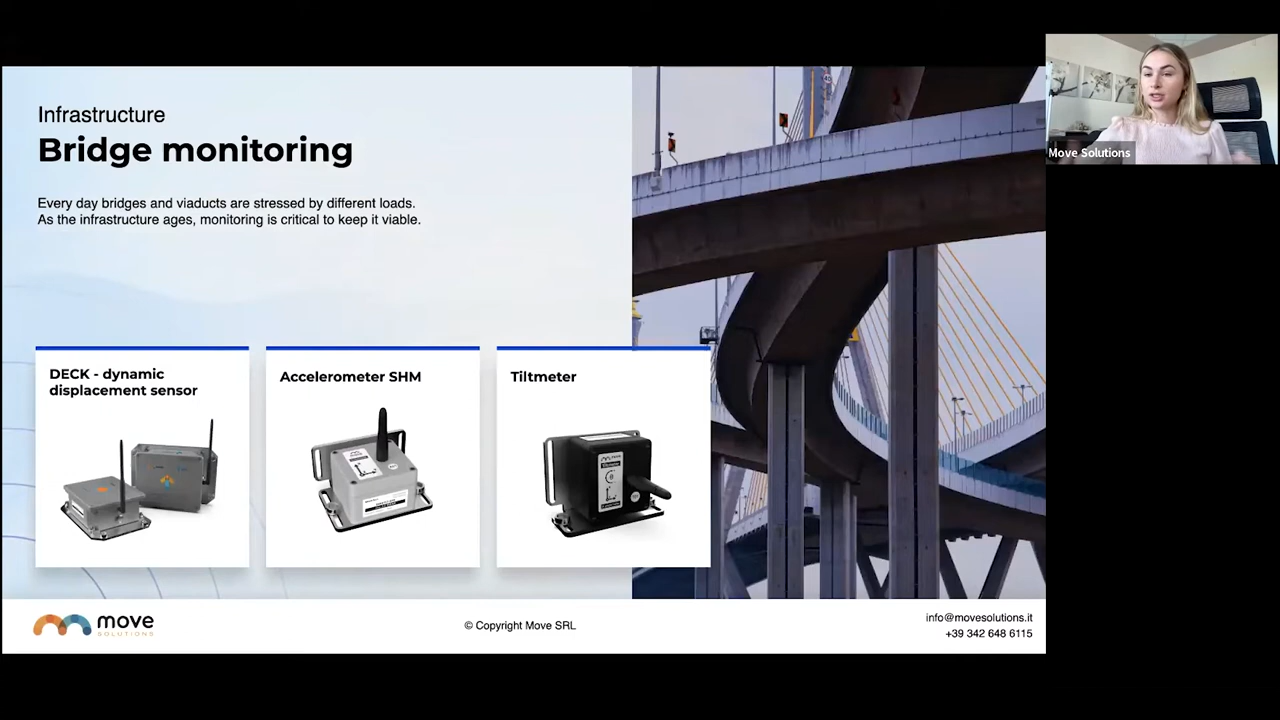 Infrastructure
Bridge monitoring
Every day bridges and viaducts are stressed by different loads.
As the infrastructure ages, monitoring is critical to keep it viable.
DECK - dynamic
displacement sensor
Accelerometer SHM
Tiltmeter
move
SOLUTIONS
© Copyright Move SRL
info@movesolutions.it
+39 342 648 6115
Move Solutions